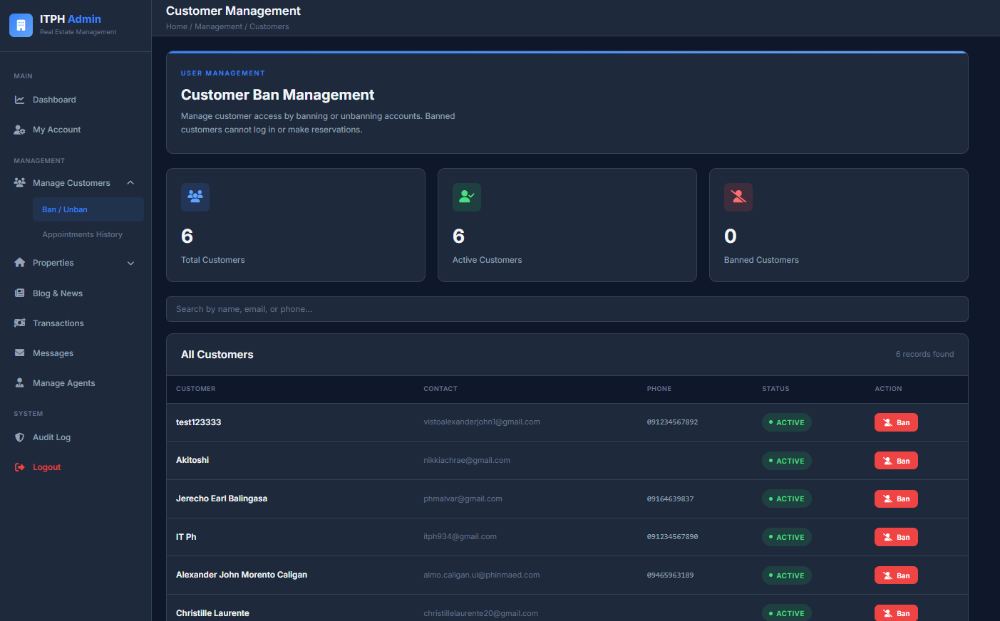 ITPH Admin
Real Estate Management
MAIN
Dashboard
My Account
MANAGEMENT
Manage Customers
Ban / Unban
Appointments History
Properties
Blog & News
Transactions
Messages
Manage Agents
SYSTEM
Audit Log
Logout
Customer Management
Home / Management / Customers
USER MANAGEMENT
Customer Ban Management
Manage customer access by banning or unbanning accounts. Banned
customers cannot log in or make reservations.
6
Total Customers
6
Active Customers
0
Banned Customers
Search by name, email, or phone...
All Customers
6 records found
CUSTOMER CONTACT PHONE STATUS ACTION
test123333 vistoalexanderjohn1@gmail.com 091234567892 ACTIVE Ban
Akitoshi nikkiachrae@gmail.com ACTIVE Ban
Jerecho Earl Balingasa phmalvar@gmail.com 09164639837 ACTIVE Ban
IT Ph itph934@gmail.com 091234567890 ACTIVE Ban
Alexander John Morento Caligan almo.caligan.ui@phinmaed.com 09465963189 ACTIVE Ban
Christille Laurente christillelaurente20@gmail.com ACTIVE Ban